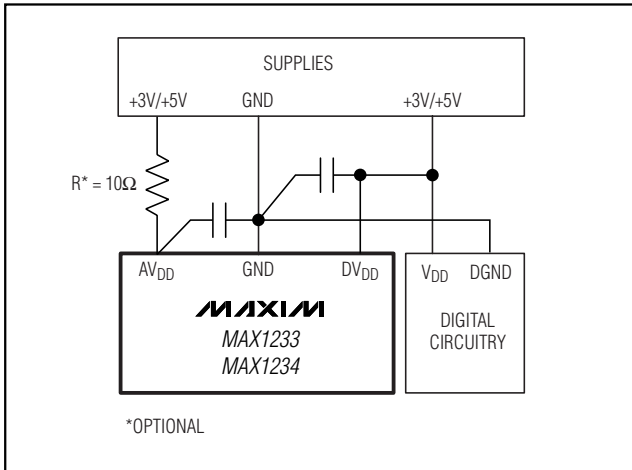 SUPPLIES
+3V/+5V GND +3V/+5V
R* = 10Ω
AVDD GND DVDD VDD DGND
MAXIM
MAX1233
MAX1234
DIGITAL
CIRCUITRY
*OPTIONAL